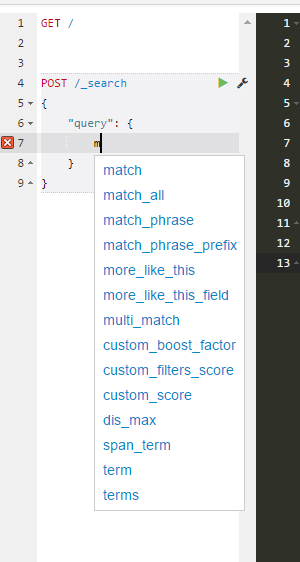 1 GET /
2
3
4 POST /_search
5 {
6 "query": {
7 m
8 }
9 }
match
match_all
match_phrase
match_phrase_prefix
more_like_this
more_like_this_field
multi_match
custom_boost_factor
custom_filters_score
custom_score
dis_max
span_term
term
terms
1
2
3
4
5
6
7
8
9
10
11
12
13